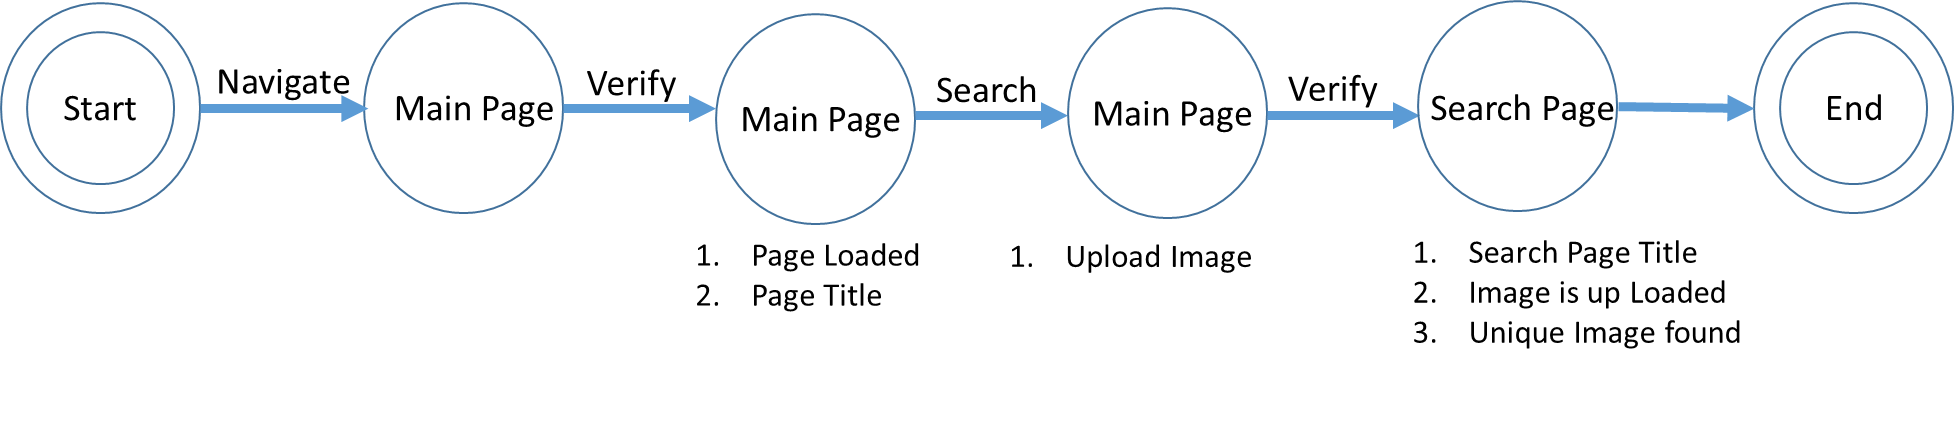 Start
Navigate
Main Page
Verify
Main Page
Search
Main Page
Verify
Search Page
End
1. Page Loaded
2. Page Title
1. Upload Image
1. Search Page Title
2. Image is up Loaded
3. Unique Image found